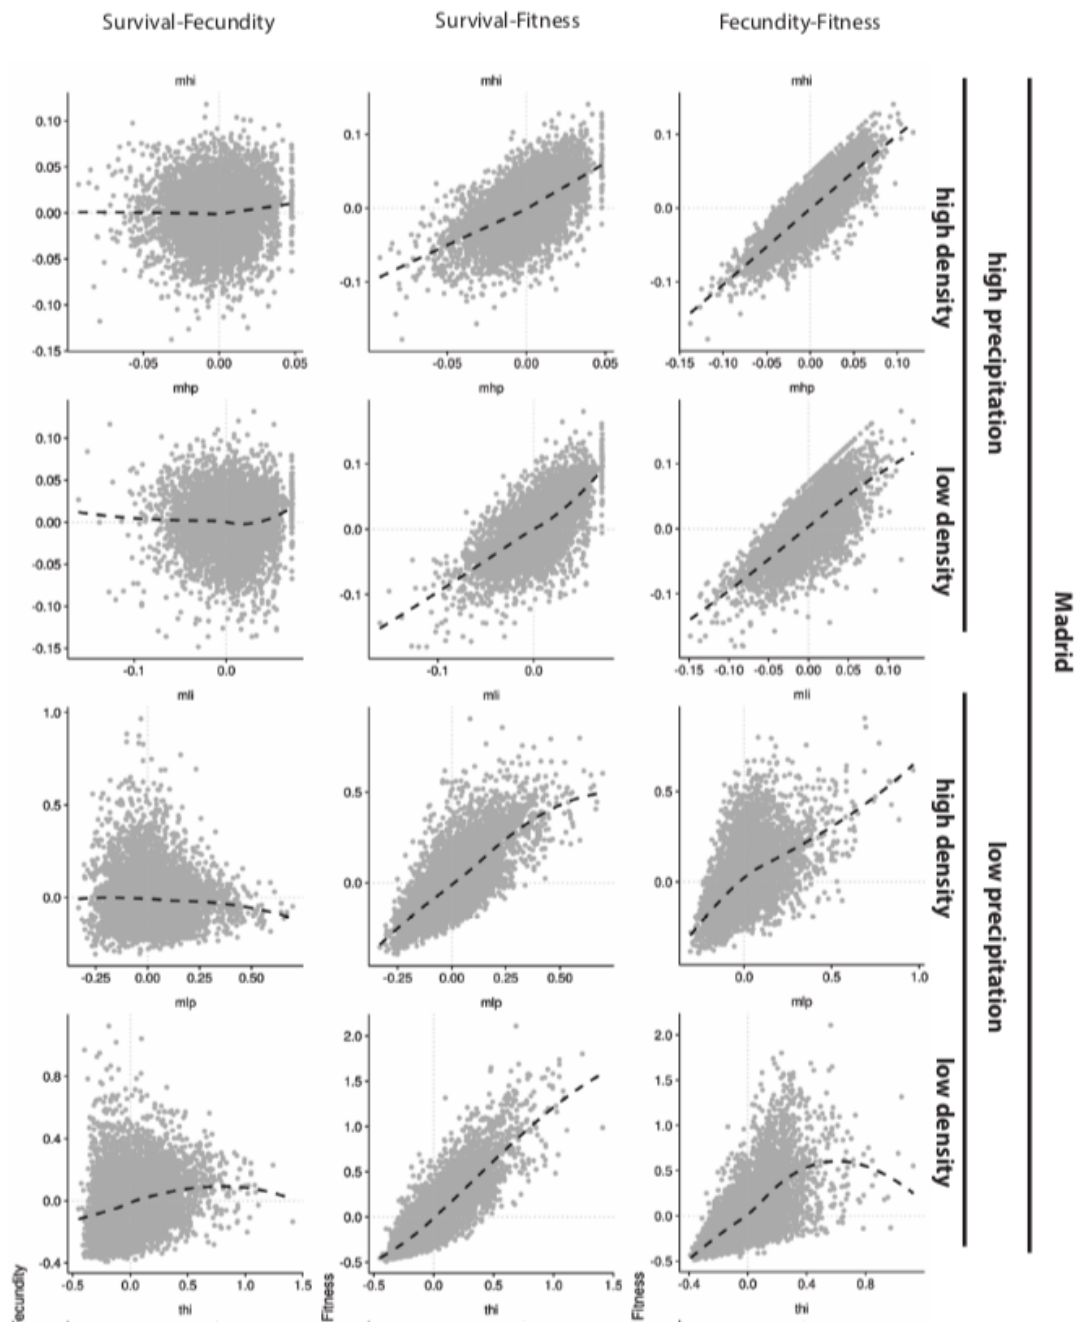 Survival-Fecundity Survival-Fitness Fecundity-Fitness
mhi mhi mhi
0.10 0.05 0.00 -0.05 -0.10 -0.15
0.1 0.0 -0.1
0.1 0.0 -0.1
-0.05 0.00 0.05
-0.05 0.00 0.05
-0.15 -0.10 -0.05 0.00 0.05 0.10
high density
mhp mhp mhp
0.10 0.05 0.00 -0.05 -0.10 -0.15
0.1 0.0 -0.1
0.1 0.0 -0.1
-0.1 0.0
-0.1 0.0
-0.15 -0.10 -0.05 0.00 0.05 0.10
low density
high precipitation
mli mli mli
1.0 0.5 0.0
0.5 0.0
0.5 0.0
-0.25 0.00 0.25 0.50
-0.25 0.00 0.25 0.50
0.0 0.5 1.0
high density
mlp mlp mlp
0.8 0.4 0.0 -0.4
2.0 1.5 1.0 0.5 0.0 -0.5
2.0 1.5 1.0 0.5 0.0 -0.5
-0.5 0.0 0.5 1.0 1.5
-0.5 0.0 0.5 1.0 1.5
-0.4 0.0 0.4 0.8
low density
low precipitation
Madrid
ecundity Fitness Fitness
thi thi thi